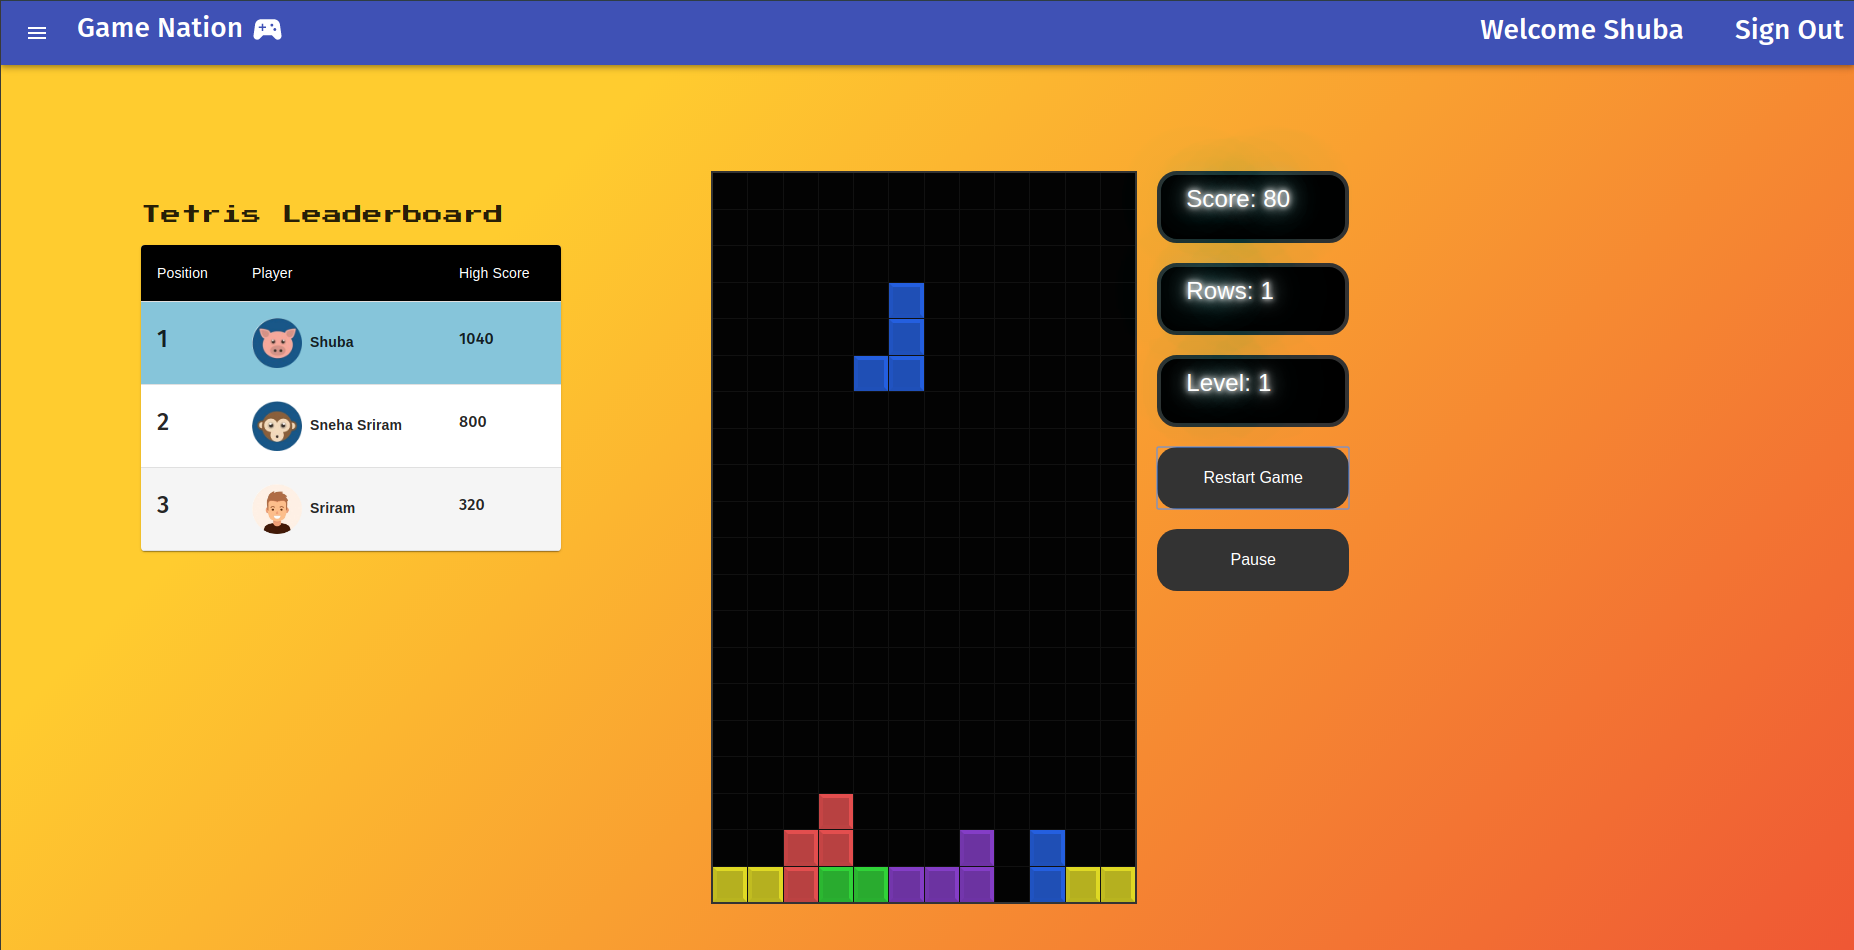 Game Nation
Welcome Shuba
Sign Out
Tetris Leaderboard
Position Player High Score
1 Shuba 1040
2 Sneha Sriram 800
3 Sriram 320
Score: 80
Rows: 1
Level: 1
Restart Game
Pause